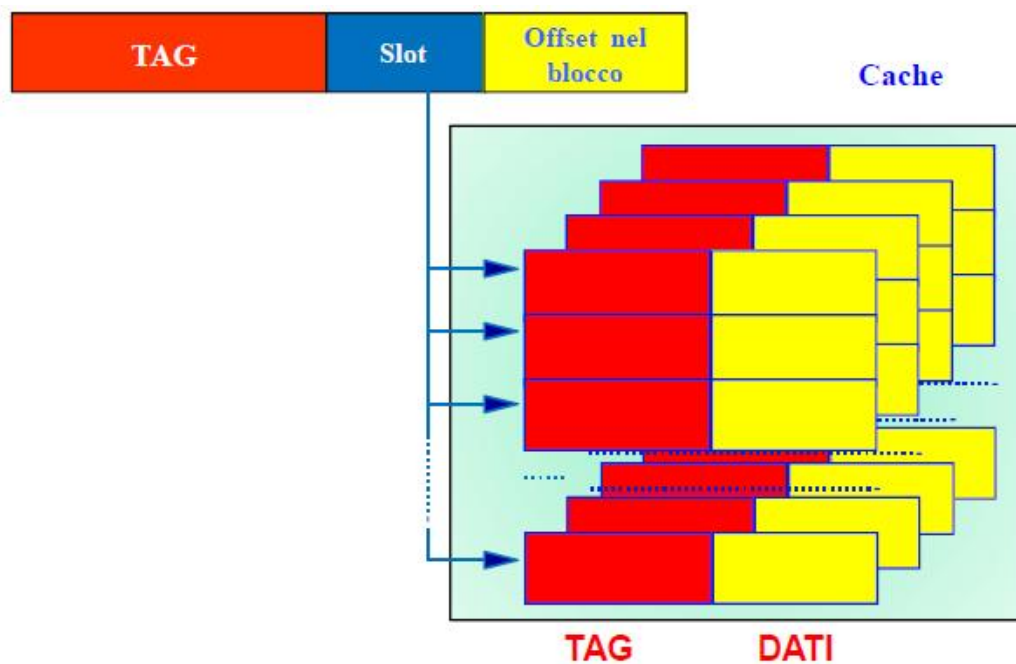 TAG
Slot
Offset nel
blocco
Cache
TAG
DATI